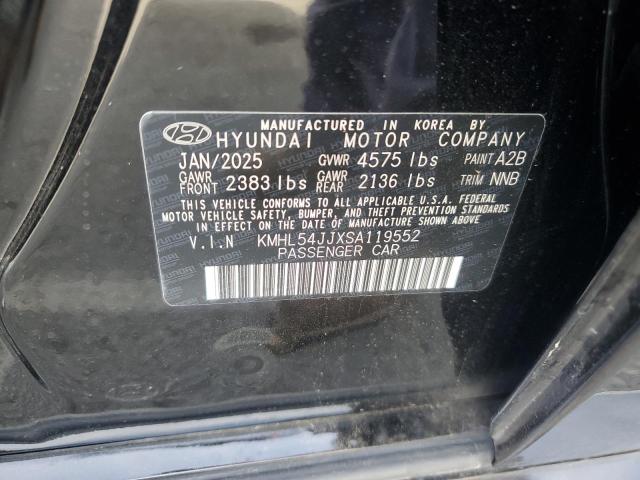 MANUFACTURED IN KOREA BY
HYUNDAI MOTOR COMPANY
JAN/2025 GVWR 4575 lbs PAINT A2B
GAWR FRONT 2383 lbs GAWR REAR 2136 lbs TRIM NNB
THIS VEHICLE CONFORMS TO ALL APPLICABLE U.S.A. FEDERAL
MOTOR VEHICLE SAFETY, BUMPER, AND THEFT PREVENTION STANDARDS
IN EFFECT ON THE DATE OF MANUFACTURE SHOWN ABOVE
V.I.N KMHL54JJXSA119552
PASSENGER CAR